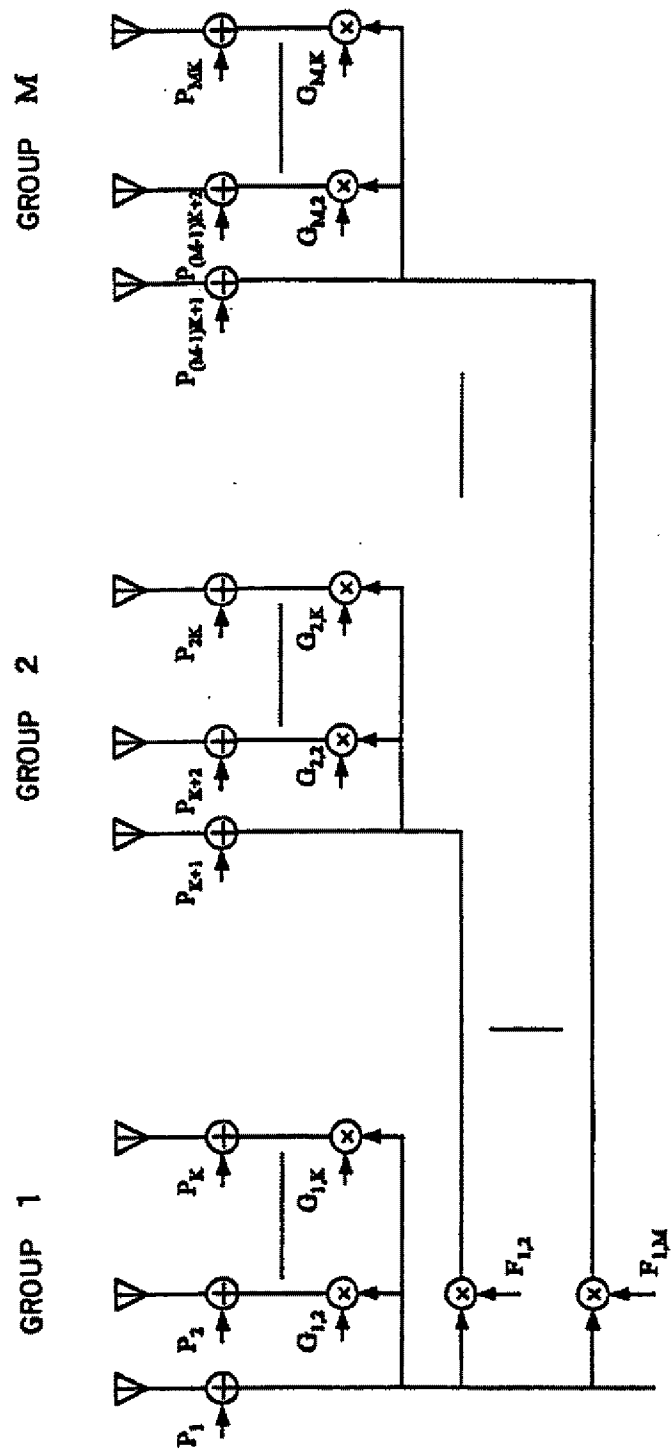 GROUP 1
GROUP 2
GROUP M
P1
P2
PK
PK+1
PK+2
P2K
P(M-1)K+1
P(M-1)K+2
PMK
G1,2
G1,K
G2,2
G2,K
GM,2
GM,K
F1,2
F1,M